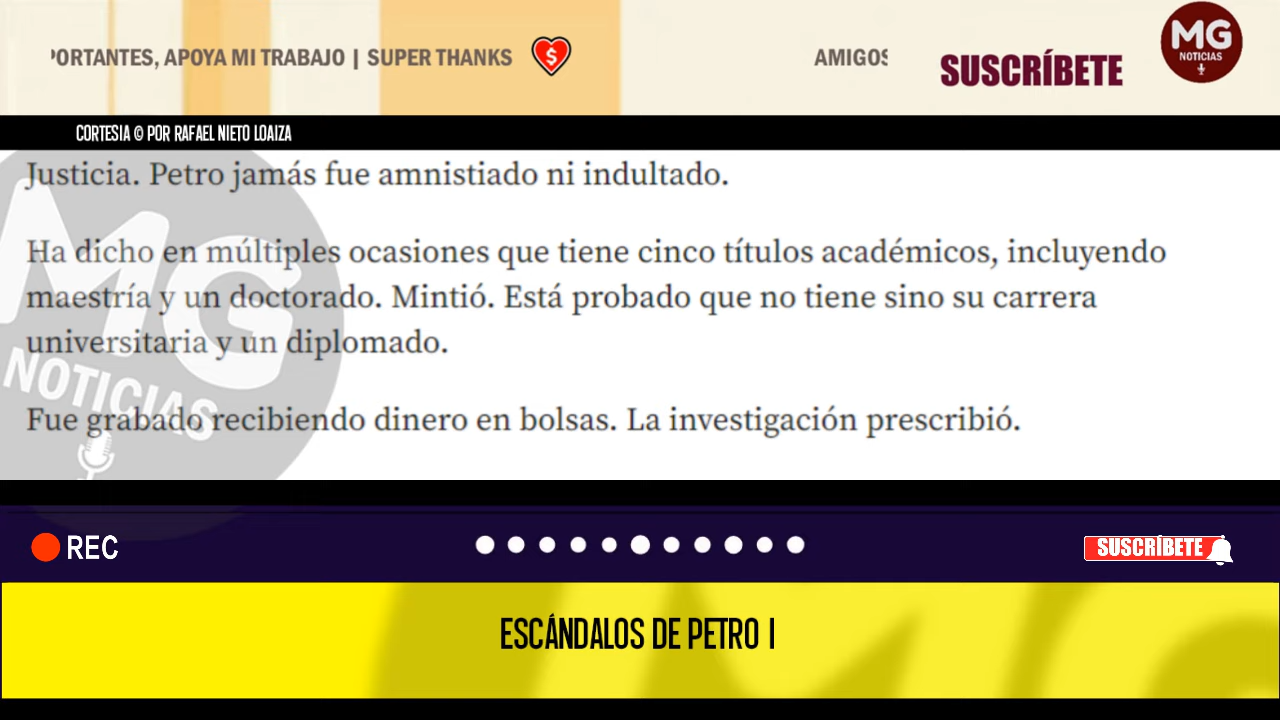 PORTANTES, APOYA MI TRABAJO | SUPER THANKS
$
AMIGOS
SUSCRÍBETE
MG
NOTICIAS
CORTESIA © POR RAFAEL NIETO LOAIZA
Justicia. Petro jamás fue amnistiado ni indultado.
Ha dicho en múltiples ocasiones que tiene cinco títulos académicos, incluyendo
maestría y un doctorado. Mintió. Está probado que no tiene sino su carrera
universitaria y un diplomado.
Fue grabado recibiendo dinero en bolsas. La investigación prescribió.
MG
NOTICIAS
REC
SUSCRÍBETE
ESCÁNDALOS DE PETRO I